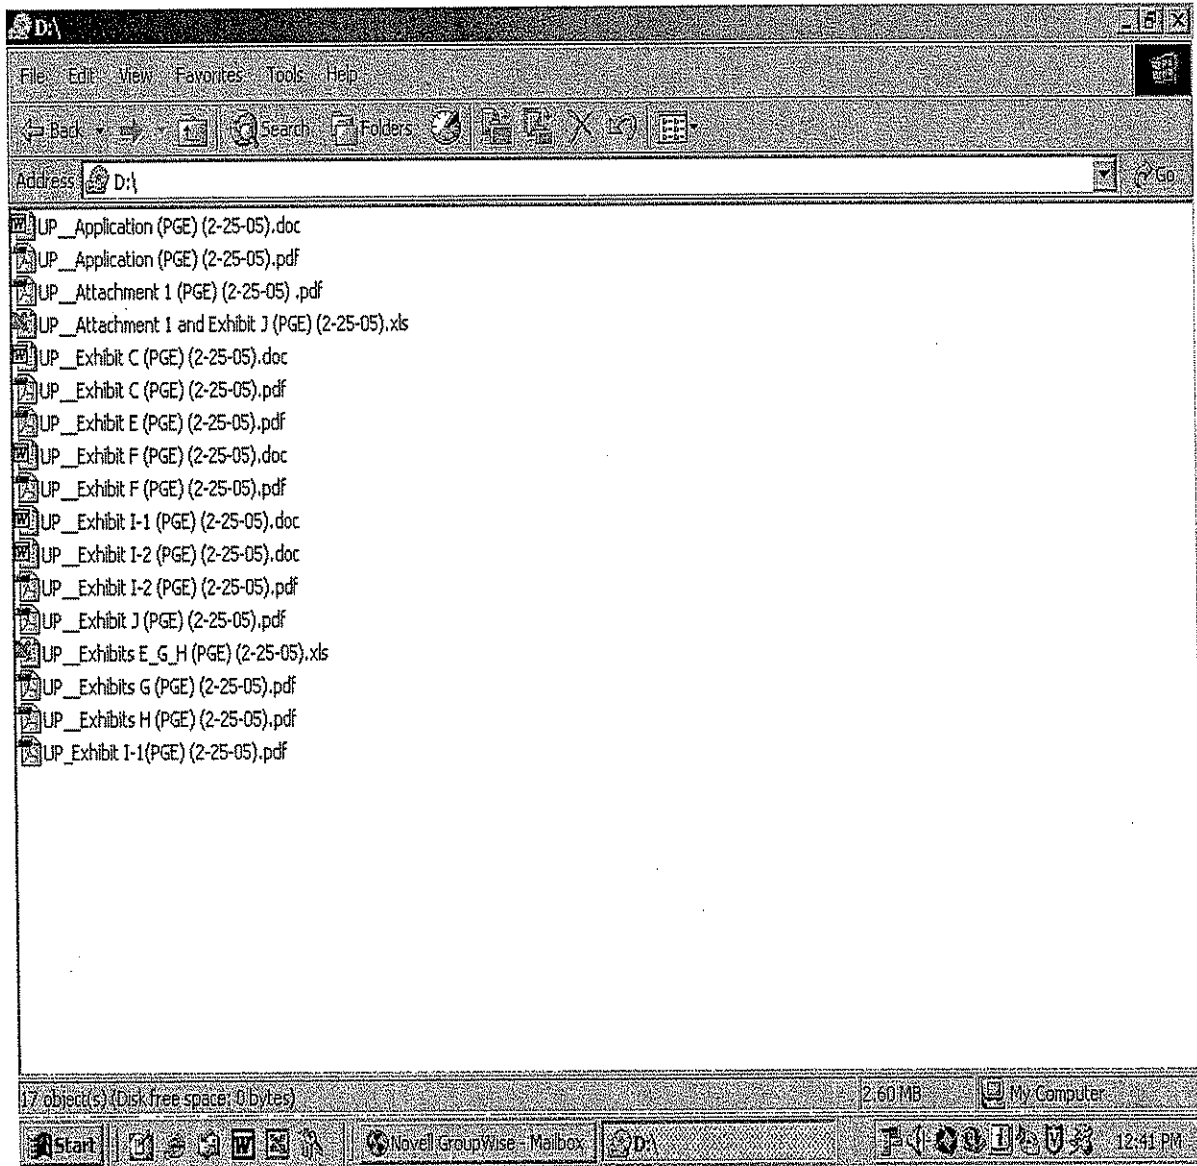 D:\
File Edit View Favorites Tools Help
Back Search Folders
Address D:\ Go
UP__Application (PGE) (2-25-05).doc
UP__Application (PGE) (2-25-05).pdf
UP__Attachment 1 (PGE) (2-25-05) .pdf
UP__Attachment 1 and Exhibit J (PGE) (2-25-05).xls
UP__Exhibit C (PGE) (2-25-05).doc
UP__Exhibit C (PGE) (2-25-05).pdf
UP__Exhibit E (PGE) (2-25-05).pdf
UP__Exhibit F (PGE) (2-25-05).doc
UP__Exhibit F (PGE) (2-25-05).pdf
UP__Exhibit I-1 (PGE) (2-25-05).doc
UP__Exhibit I-2 (PGE) (2-25-05).doc
UP__Exhibit I-2 (PGE) (2-25-05).pdf
UP__Exhibit J (PGE) (2-25-05).pdf
UP__Exhibits E_G_H (PGE) (2-25-05).xls
UP__Exhibits G (PGE) (2-25-05).pdf
UP__Exhibits H (PGE) (2-25-05).pdf
UP_Exhibit I-1(PGE) (2-25-05).pdf
17 object(s) (Disk free space: 0 bytes) 2.60 MB My Computer
Start Novell GroupWise - Mailbox D:\ 12:41 PM